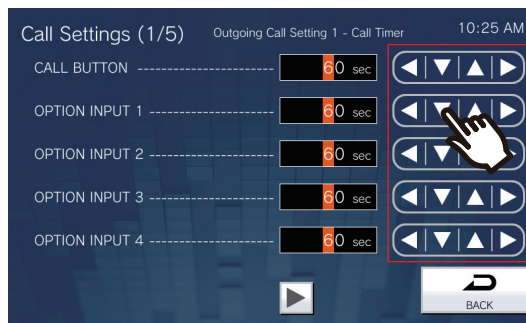 Call Settings (1/5) Outgoing Call Setting 1 - Call Timer 10:25 AM
CALL BUTTON ---------------------- 60 sec
OPTION INPUT 1 ------------------- 60 sec
OPTION INPUT 2 ------------------- 60 sec
OPTION INPUT 3 ------------------- 60 sec
OPTION INPUT 4 ------------------- 60 sec
BACK